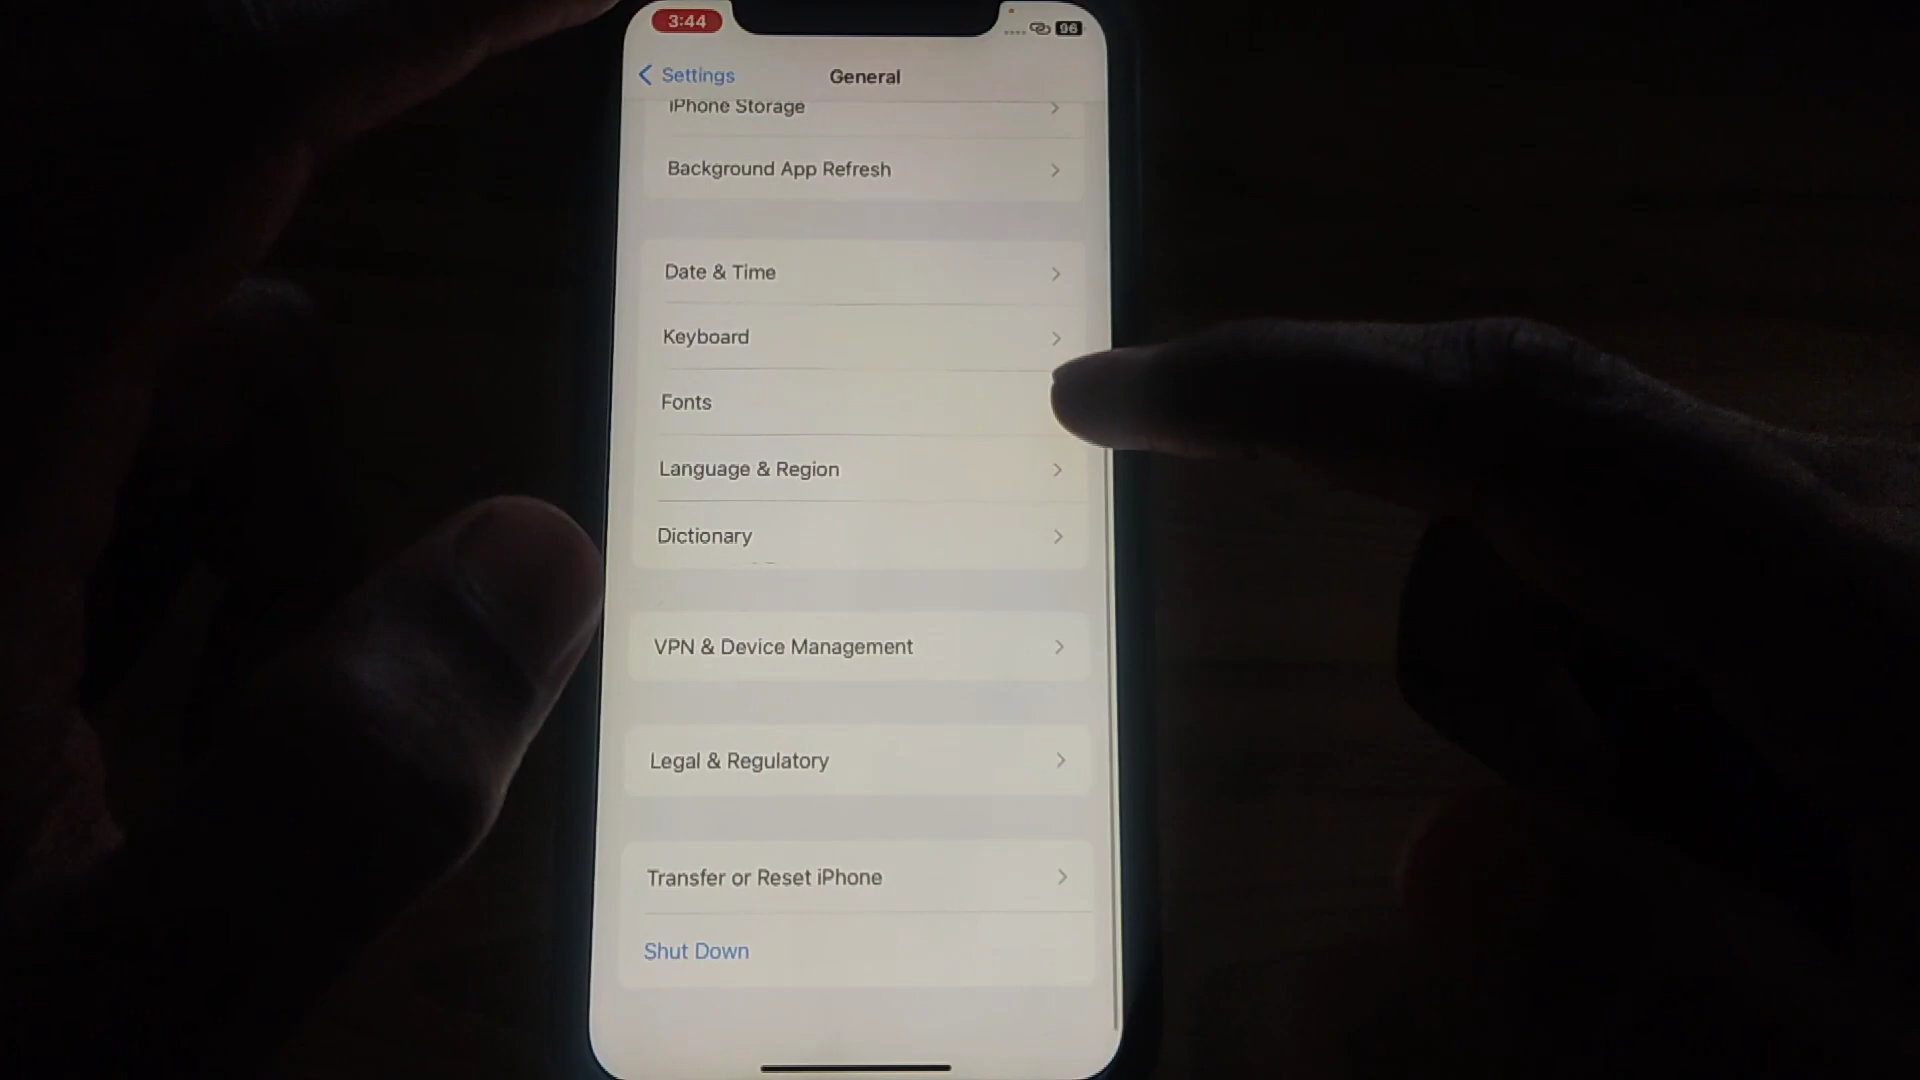 3:44
96
Settings
General
iPhone Storage
Background App Refresh
Date & Time
Keyboard
Fonts
Language & Region
Dictionary
VPN & Device Management
Legal & Regulatory
Transfer or Reset iPhone
Shut Down